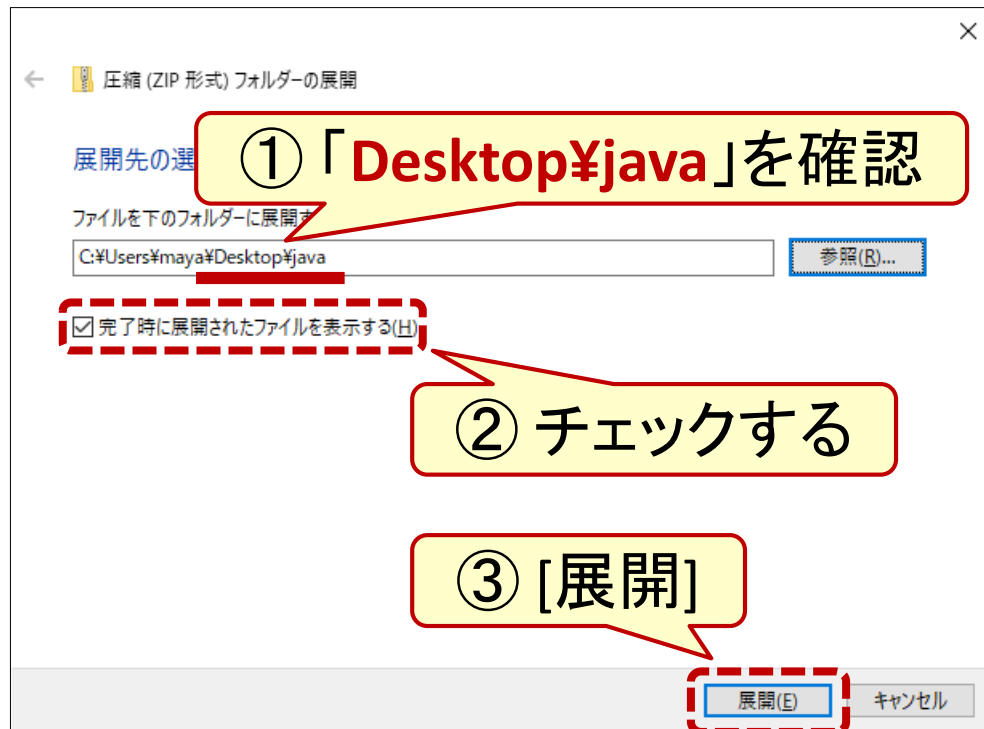 圧縮 (ZIP 形式) フォルダーの展開
①「Desktop¥java」を確認
展開先の選
ファイルを下のフォルダーに展開す
C:¥Users¥maya¥Desktop¥java
参照(R)...
完了時に展開されたファイルを表示する(H)
② チェックする
③ [展開]
展開(E)
キャンセル